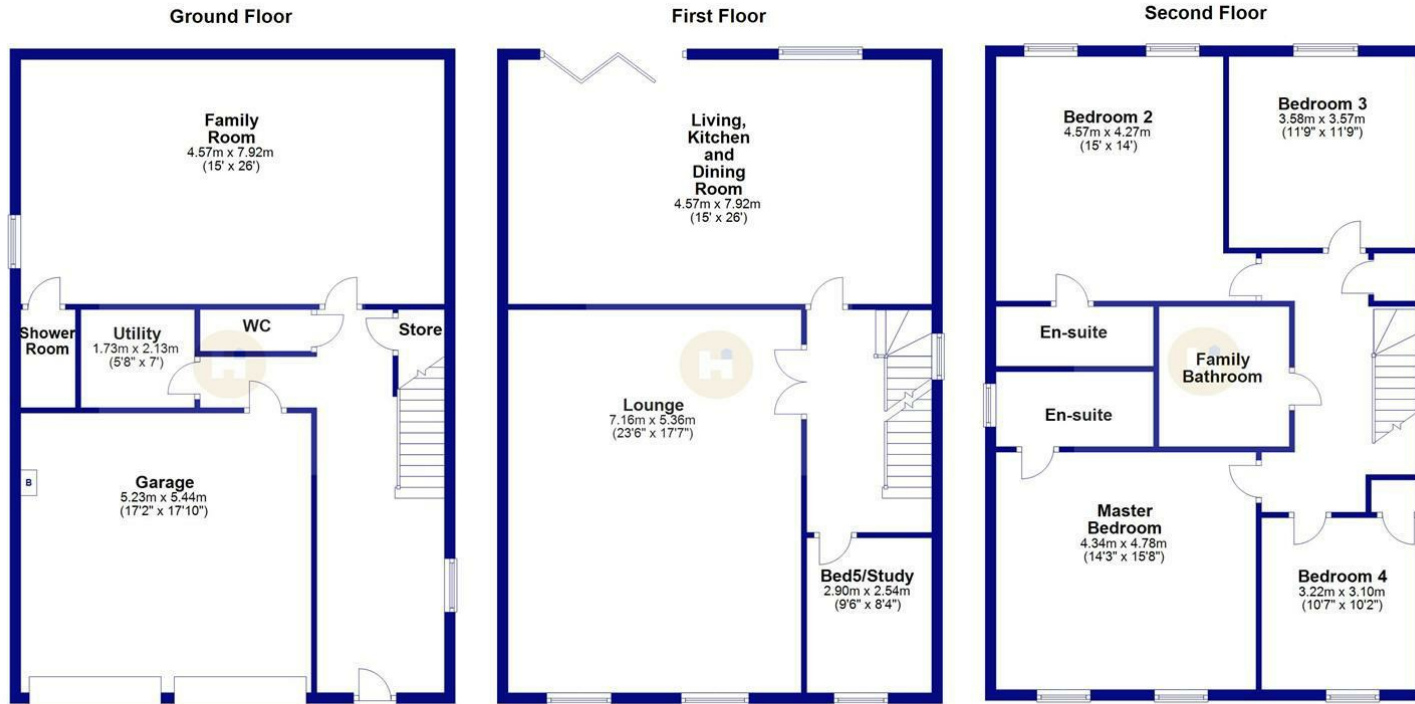 Ground Floor
Family
Room
4.57m x 7.92m
(15' x 26')
Shower
Room
Utility
1.73m x 2.13m
(5'8" x 7')
WC
Store
Garage
5.23m x 5.44m
(17'2" x 17'10")
B
First Floor
Living,
Kitchen
and
Dining
Room
4.57m x 7.92m
(15' x 26')
Lounge
7.16m x 5.36m
(23'6" x 17'7")
Bed5/Study
2.90m x 2.54m
(9'6" x 8'4")
Second Floor
Bedroom 2
4.57m x 4.27m
(15' x 14')
Bedroom 3
3.58m x 3.57m
(11'9" x 11'9")
En-suite
Family
Bathroom
En-suite
Master
Bedroom
4.34m x 4.78m
(14'3" x 15'8")
Bedroom 4
3.22m x 3.10m
(10'7" x 10'2")